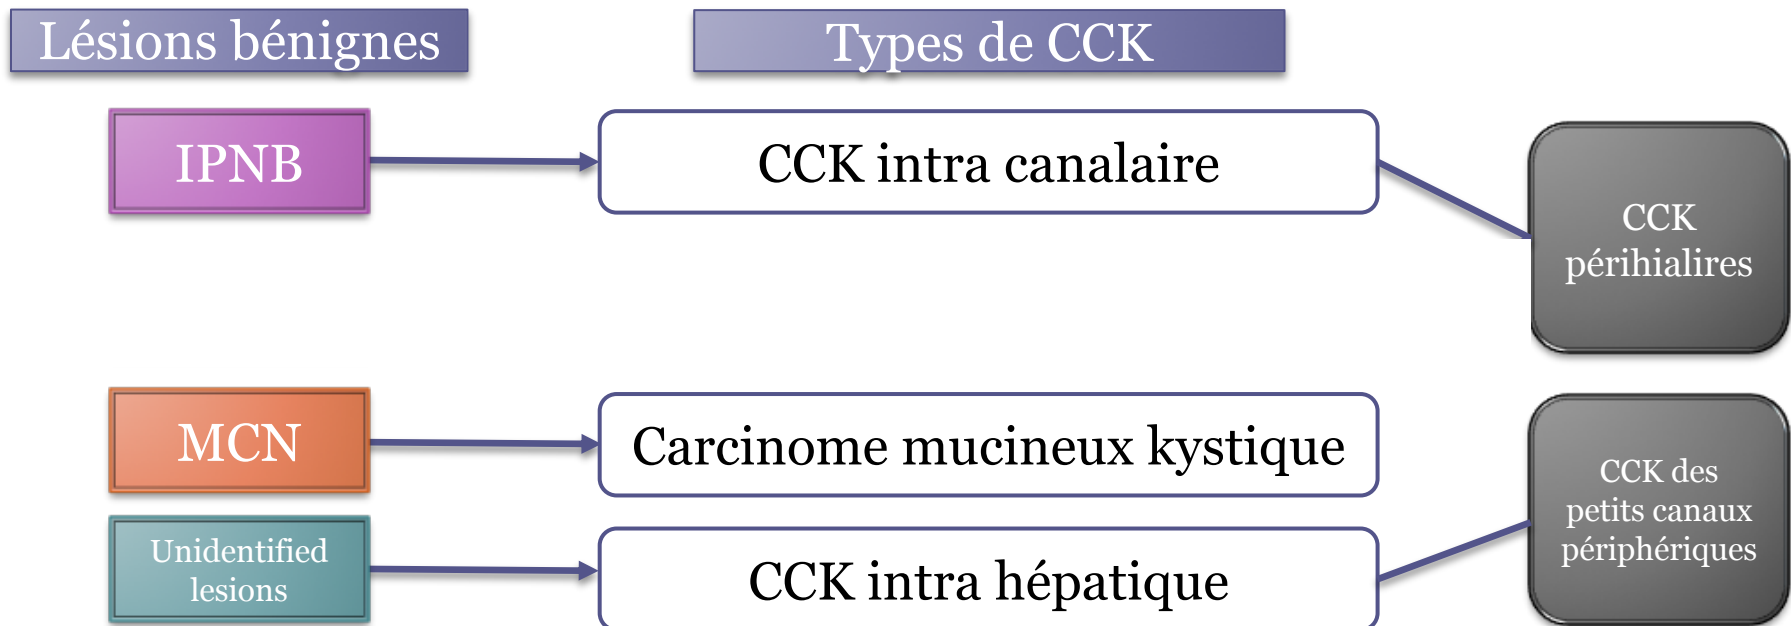 Lésions bénignes
Types de CCK
IPNB
CCK intra canalaire
CCK
périhialires
MCN
Carcinome mucineux kystique
CCK des
petits canaux
périphériques
Unidentified
lesions
CCK intra hépatique